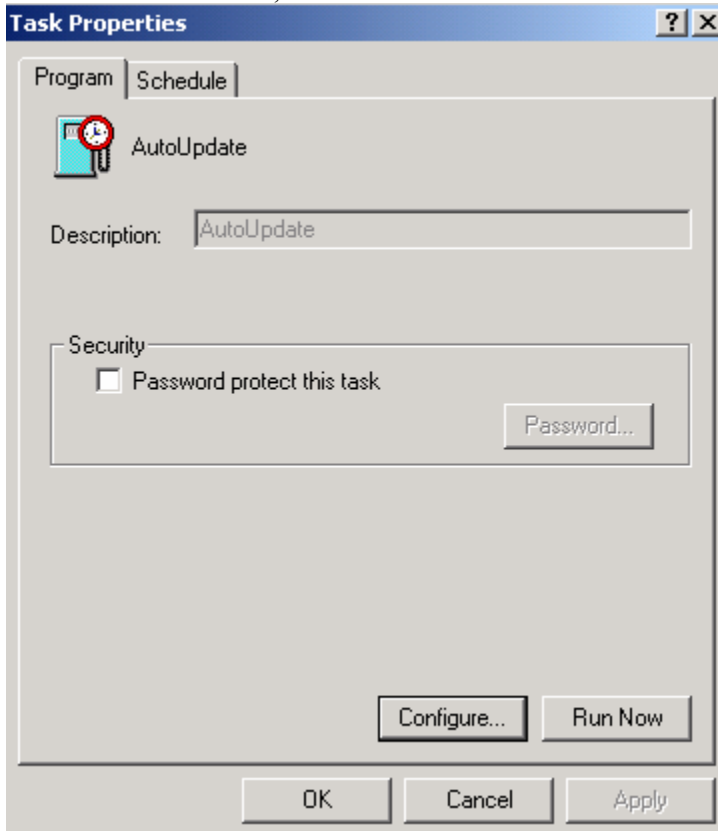 Task Properties
Program Schedule
AutoUpdate
Description: AutoUpdate
Security
Password protect this task
Password...
Configure... Run Now
OK Cancel Apply